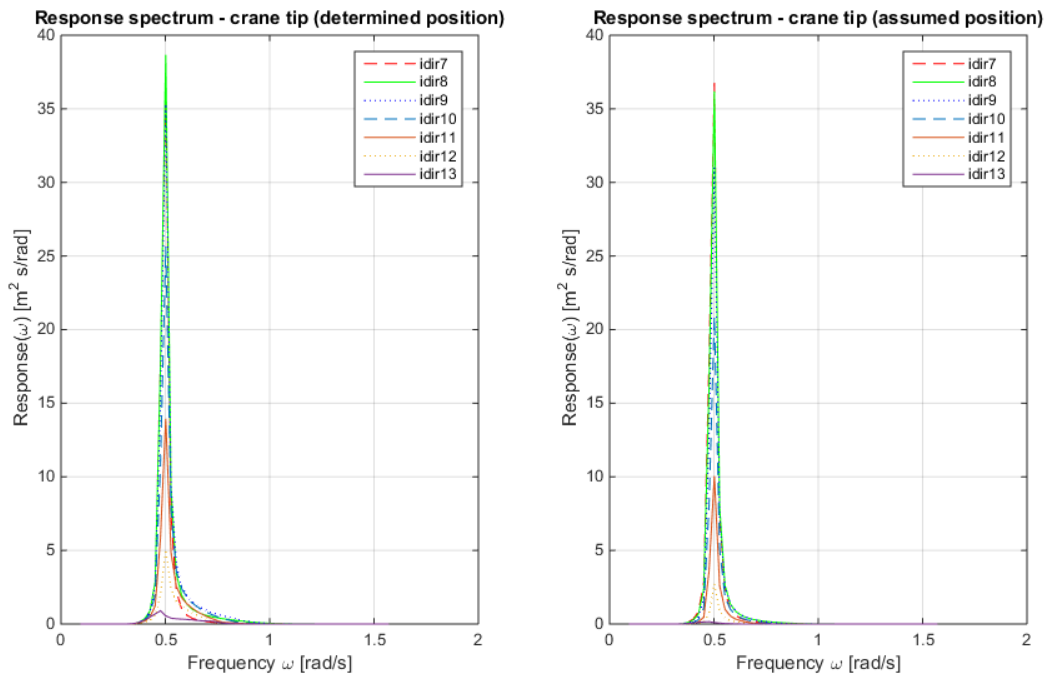 Response spectrum - crane tip (determined position)
40
35
30
25
20
15
10
5
0
Response(ω) [m² s/rad]
0
0.5
1
1.5
2
Frequency ω [rad/s]
idir7
idir8
idir9
idir10
idir11
idir12
idir13
Response spectrum - crane tip (assumed position)
40
35
30
25
20
15
10
5
0
Response(ω) [m² s/rad]
0
0.5
1
1.5
2
Frequency ω [rad/s]
idir7
idir8
idir9
idir10
idir11
idir12
idir13